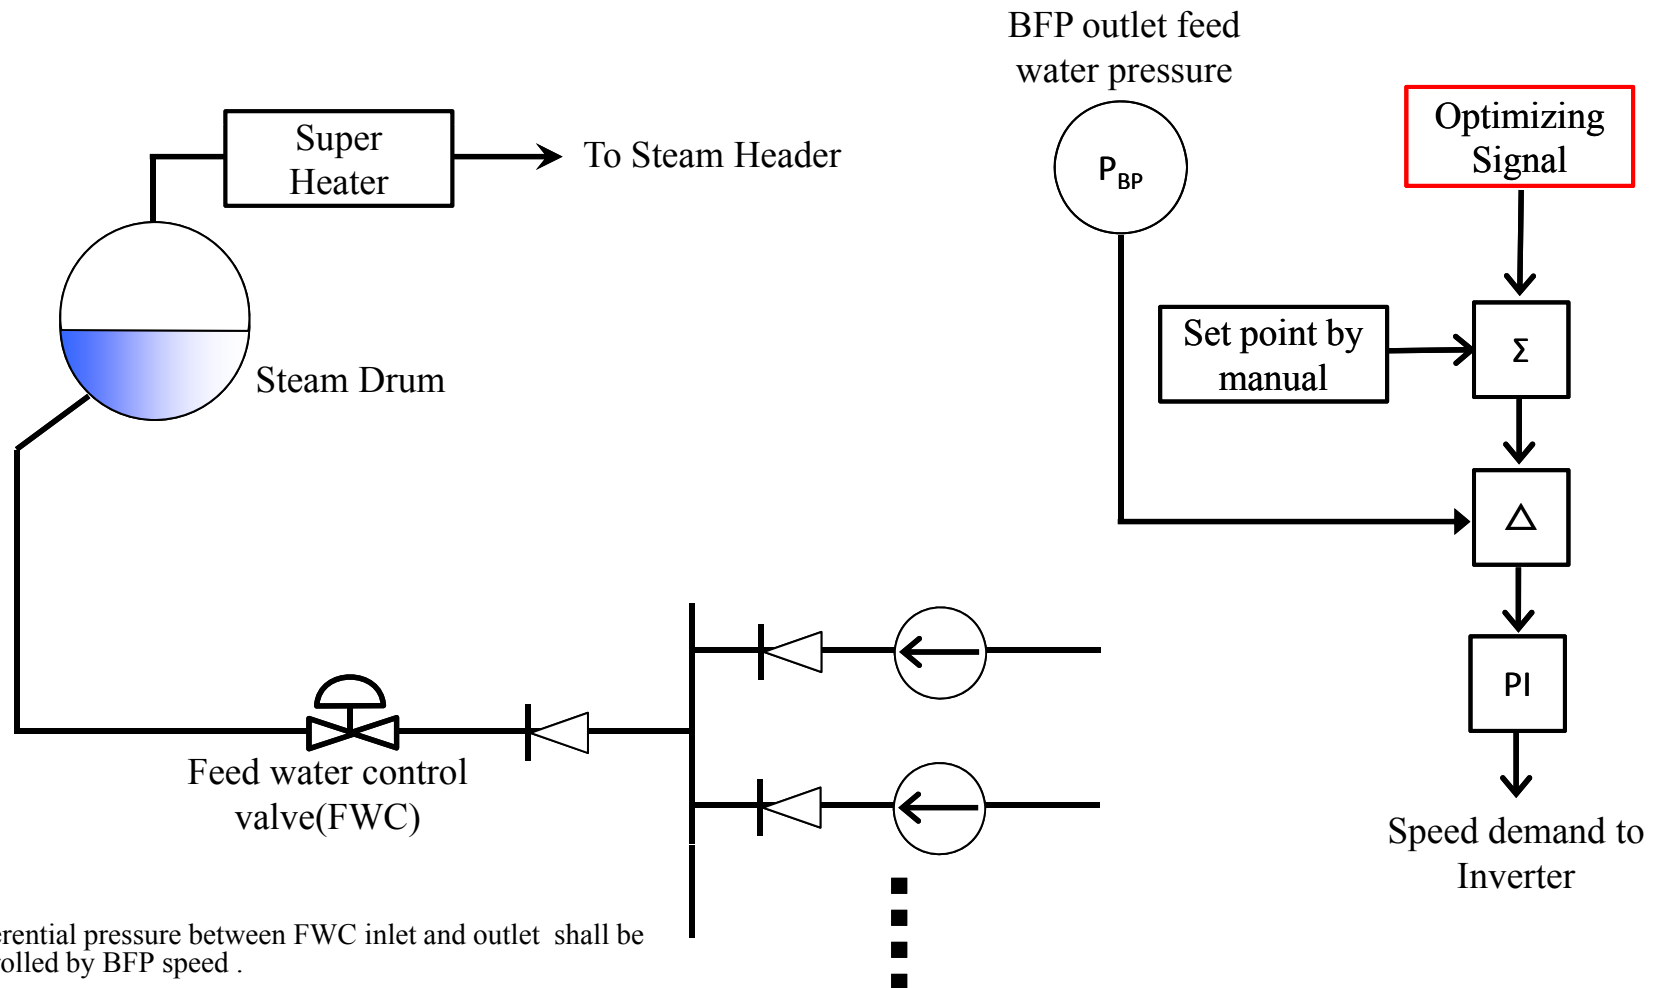 BFP outlet feed
water pressure
Optimizing
Signal
Super
Heater
To Steam Header
P_BP
Set point by
manual
Σ
Steam Drum
△
PI
Feed water control
valve(FWC)
Speed demand to
Inverter
erential pressure between FWC inlet and outlet shall be
rolled by BFP speed .